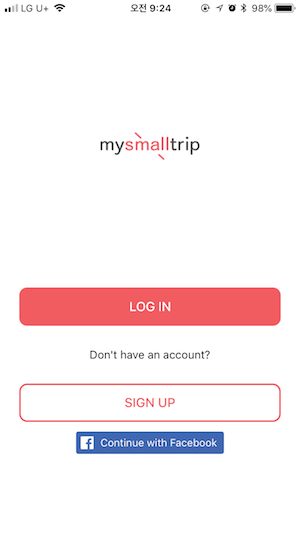 LG U+ 오전 9:24 98%
mysmalltrip
LOG IN
Don't have an account?
SIGN UP
Continue with Facebook